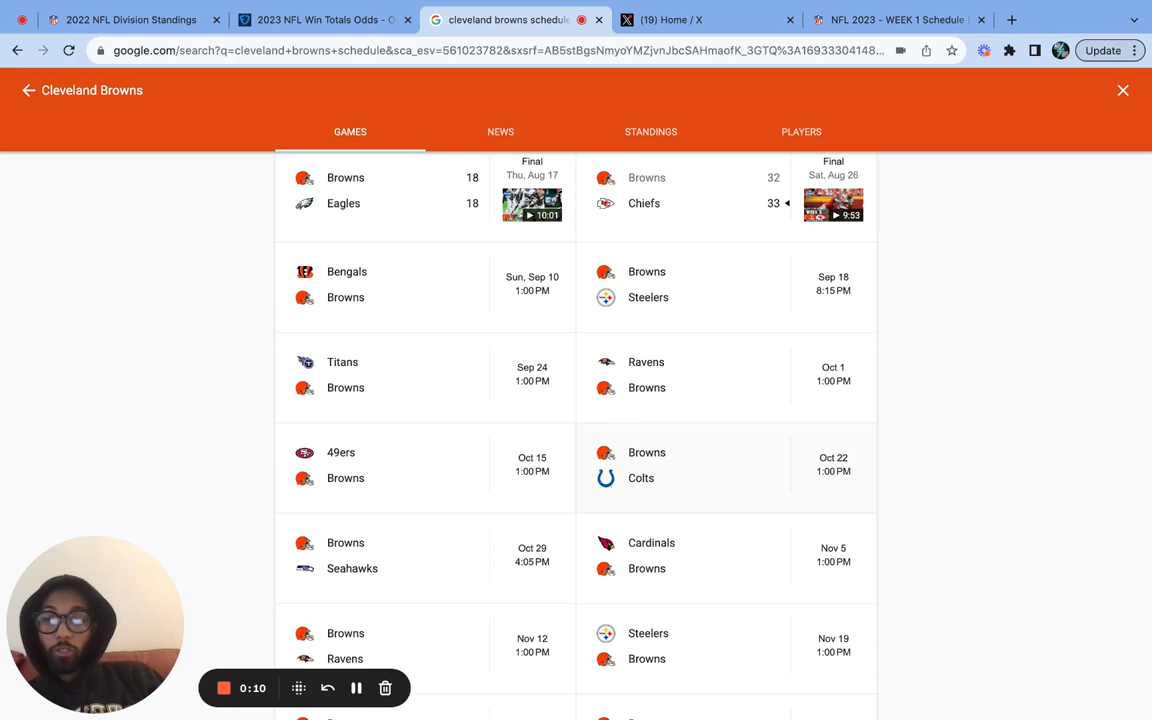 2022 NFL Division Standings
2023 NFL Win Totals Odds - O
cleveland browns schedule
(19) Home / X
NFL 2023 - WEEK 1 Schedule
google.com/search?q=cleveland+browns+schedule&sca_esv=561023782&sxsrf=AB5stBgsNmyoYMZjvnJbcSAHmaofK_3GTQ%3A16933304148...
Update
Cleveland Browns
GAMES NEWS STANDINGS PLAYERS
Browns 18
Eagles 18
Final
Thu, Aug 17
10:01
Browns 32
Chiefs 33
Final
Sat, Aug 26
WEEK 3
9:53
Bengals
Browns
Sun, Sep 10
1:00 PM
Browns
Steelers
Sep 18
8:15 PM
Titans
Browns
Sep 24
1:00 PM
Ravens
Browns
Oct 1
1:00 PM
49ers
Browns
Oct 15
1:00 PM
Browns
Colts
Oct 22
1:00 PM
Browns
Seahawks
Oct 29
4:05 PM
Cardinals
Browns
Nov 5
1:00 PM
Browns
Ravens
Nov 12
1:00 PM
Steelers
Browns
Nov 19
1:00 PM
0:10